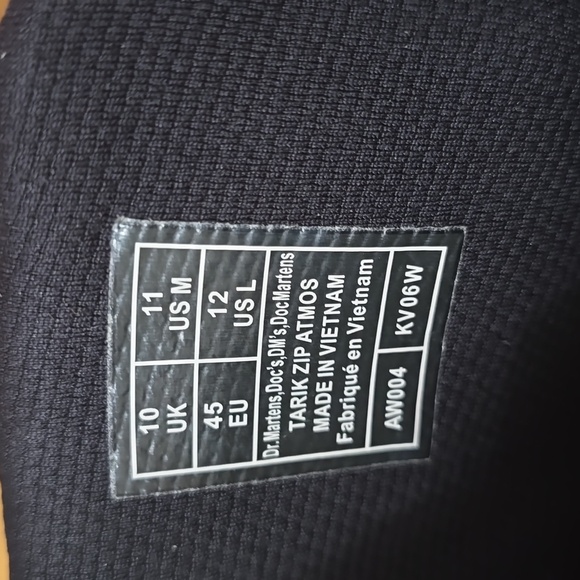 10 UK
11 US M
45 EU
12 US L
Dr.Martens,Doc's,DM's,DocMartens
TARIK ZIP ATMOS
MADE IN VIETNAM
Fabriqué en Vietnam
AW004 KV06W